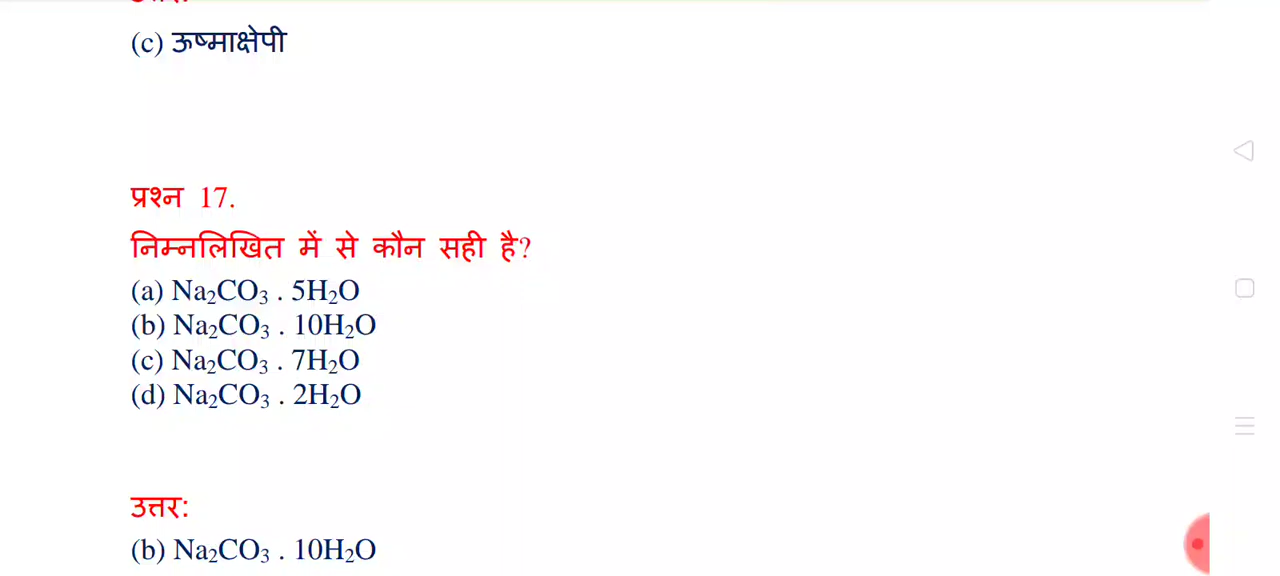 (c) ऊष्माक्षेपी
प्रश्न 17.
निम्नलिखित में से कौन सही है?
(a) Na₂CO₃ . 5H₂O
(b) Na₂CO₃ . 10H₂O
(c) Na₂CO₃ . 7H₂O
(d) Na₂CO₃ . 2H₂O
उत्तर:
(b) Na₂CO₃ . 10H₂O